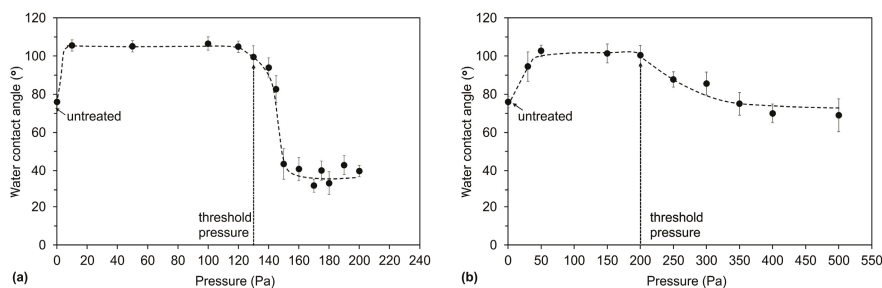 120
100
80
60
40
20
0
Water contact angle (°)
untreated
threshold
pressure
0 20 40 60 80 100 120 140 160 180 200 220 240
(a) Pressure (Pa)
120
100
80
60
40
20
0
Water contact angle (°)
untreated
threshold
pressure
0 50 100 150 200 250 300 350 400 450 500 550
(b) Pressure (Pa)